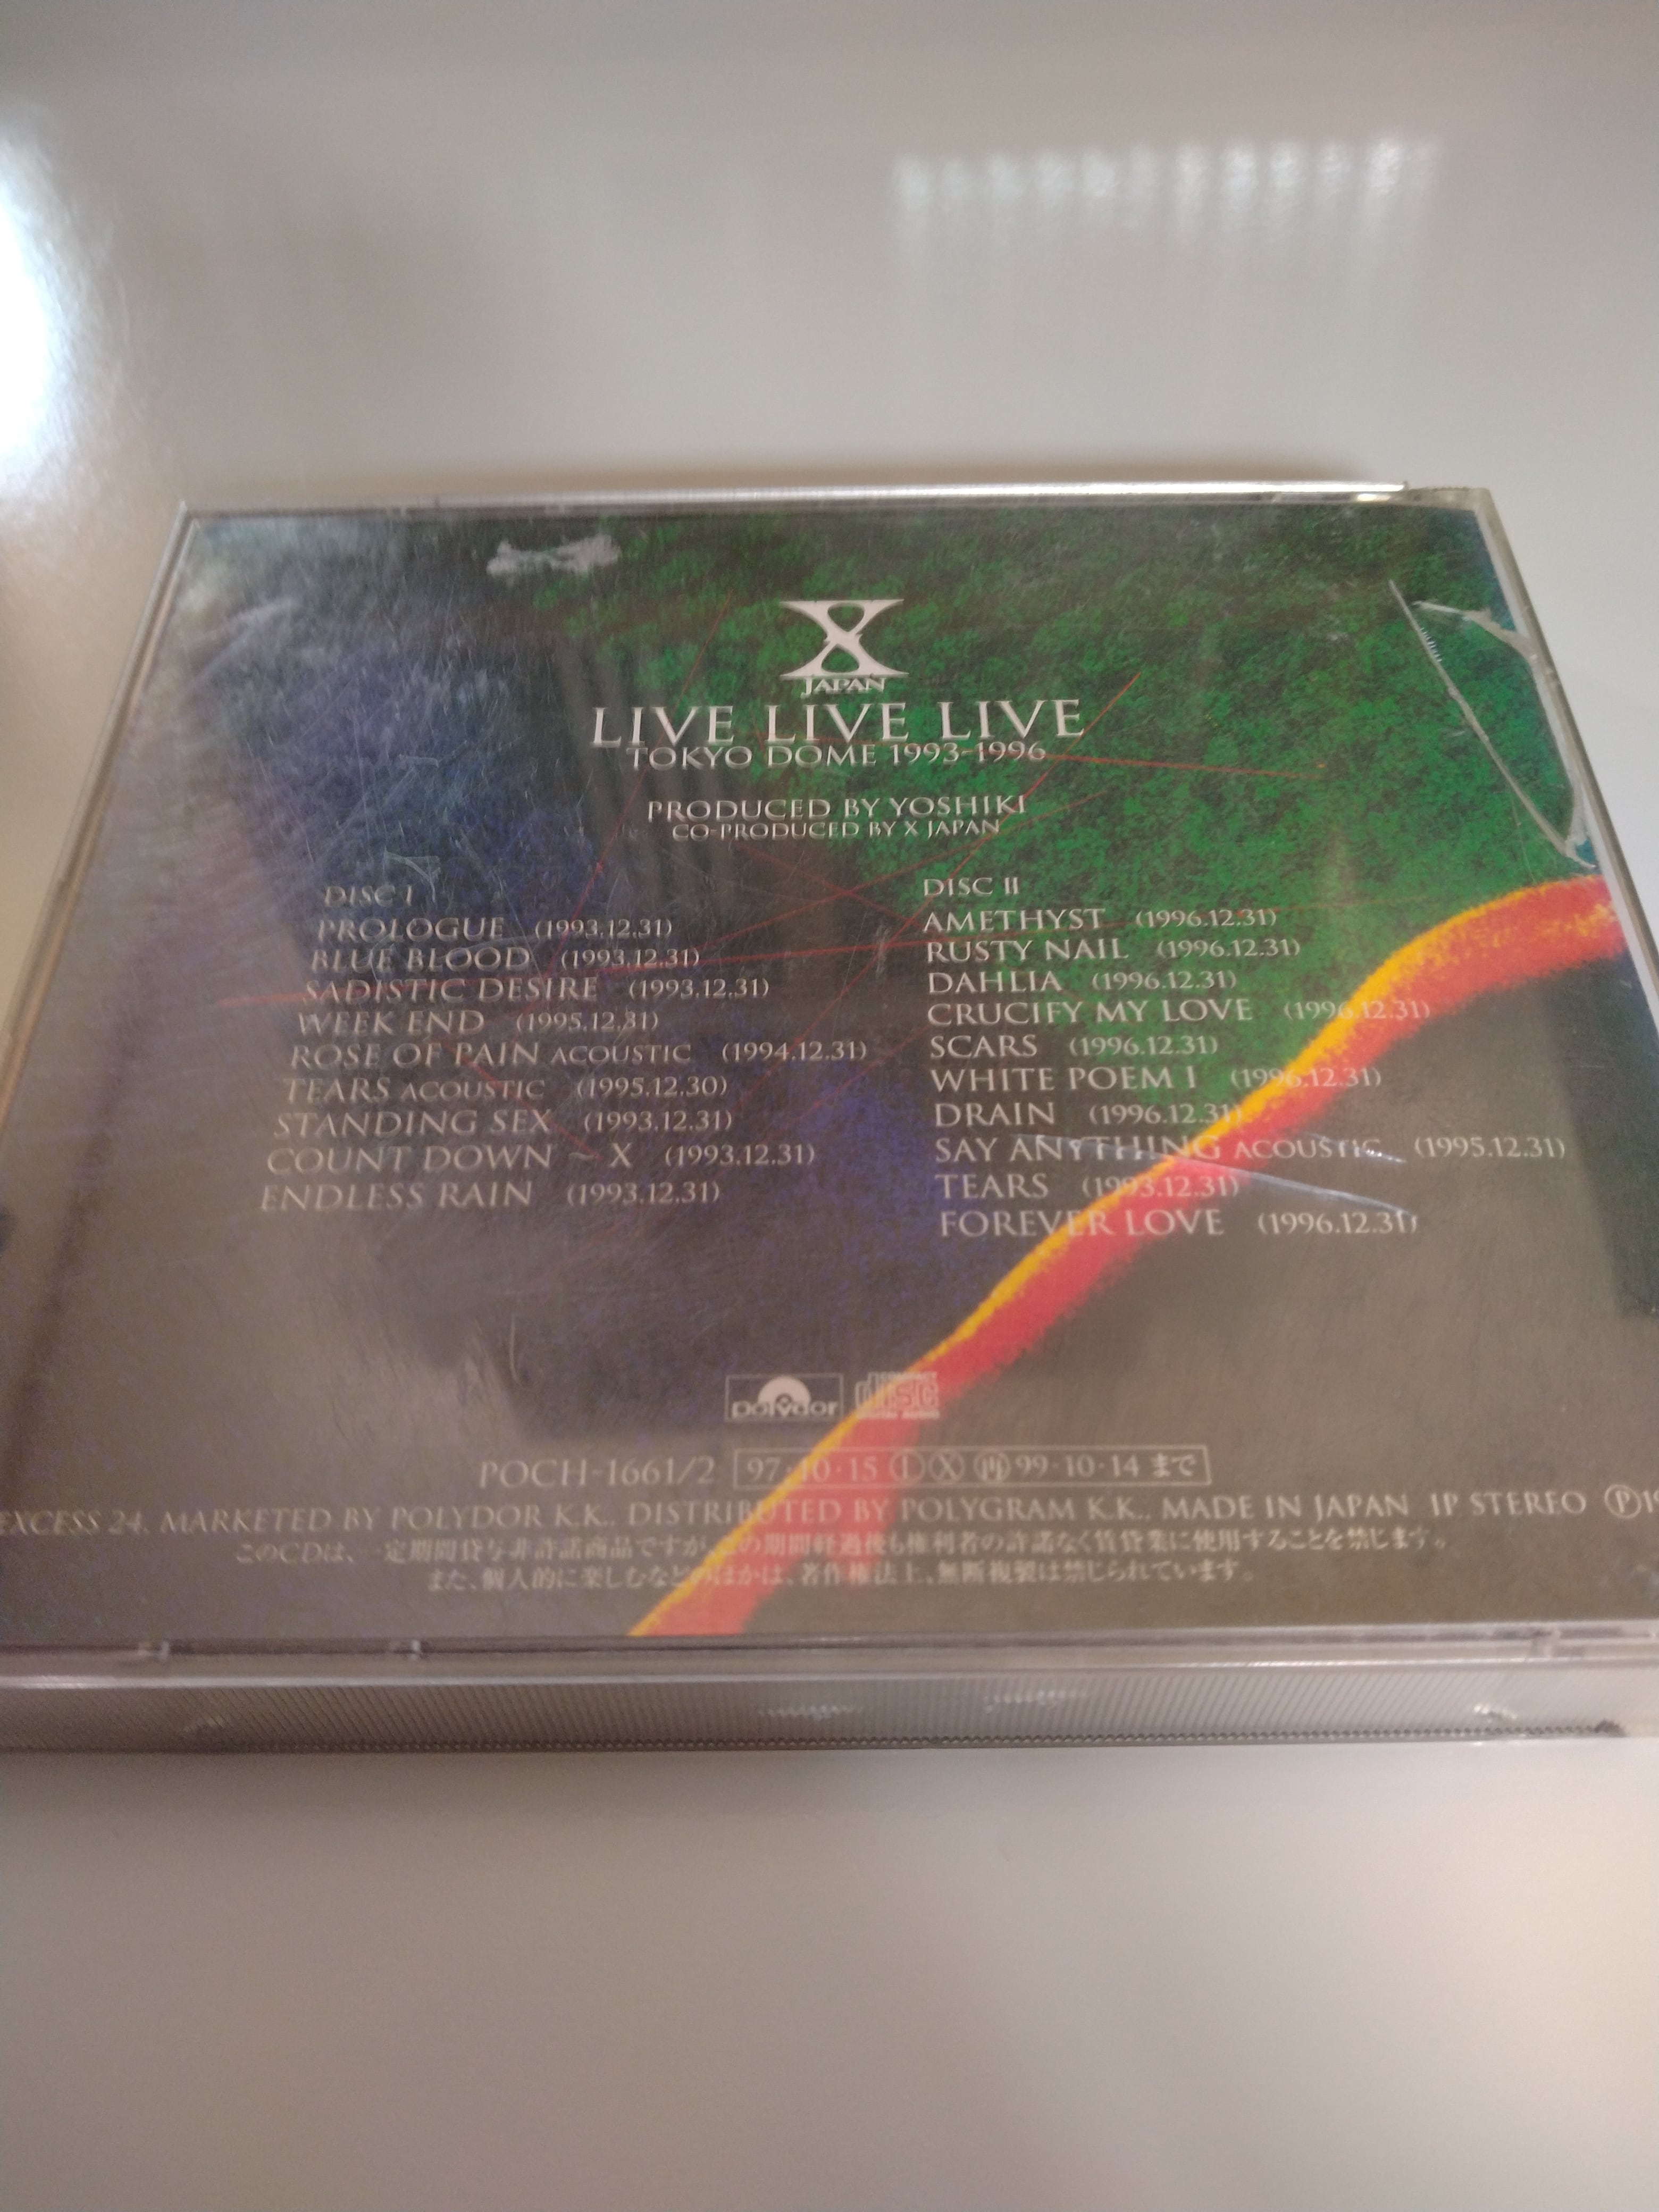 X
JAPAN
LIVE LIVE LIVE
TOKYO DOME 1993-1996
PRODUCED BY YOSHIKI
CO-PRODUCED BY X JAPAN
DISC I
PROLOGUE (1993.12.31)
BLUE BLOOD (1993.12.31)
SADISTIC DESIRE (1993.12.31)
WEEK END (1995.12.31)
ROSE OF PAIN ACOUSTIC (1994.12.31)
TEARS ACOUSTIC (1995.12.30)
STANDING SEX (1993.12.31)
COUNT DOWN ~ X (1993.12.31)
ENDLESS RAIN (1993.12.31)
DISC II
AMETHYST (1996.12.31)
RUSTY NAIL (1996.12.31)
DAHLIA (1996.12.31)
CRUCIFY MY LOVE (1996.12.31)
SCARS (1996.12.31)
WHITE POEM I (1996.12.31)
DRAIN (1996.12.31)
SAY ANYTHING ACOUSTIC (1995.12.31)
TEARS (1993.12.31)
FOREVER LOVE (1996.12.31)
polydor COMPACT disc DIGITAL AUDIO
POCH-1661/2 97・10・15 Ⓛ Ⓧ ㊥99・10・14 まで
EXCESS 24. MARKETED BY POLYDOR K.K.. DISTRIBUTED BY POLYGRAM K.K.. MADE IN JAPAN 1P STEREO Ⓟ
このCDは、一定期間貸与非許諾商品ですが、この期間経過後も権利者の許諾なく賃貸業に使用することを禁じます。
また、個人的に楽しむなどのほかは、著作権法上、無断複製は禁じられています。